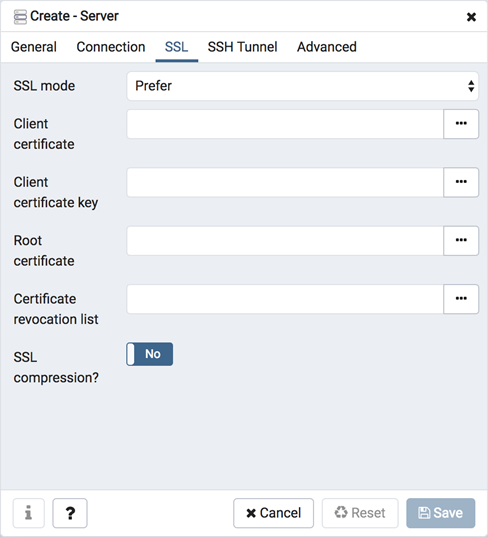 Create - Server
General Connection SSL SSH Tunnel Advanced
SSL mode Prefer
Client
certificate
Client
certificate key
Root
certificate
Certificate
revocation list
SSL
compression? No
i ? Cancel Reset Save